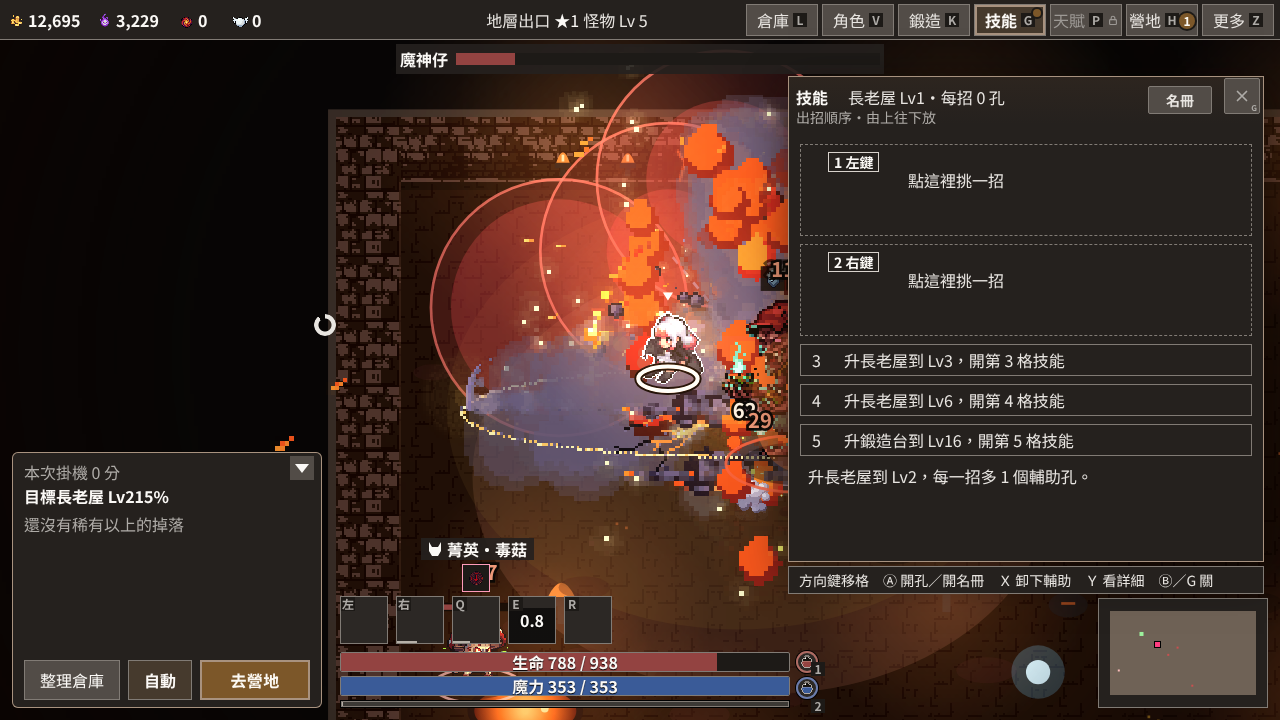 12,695 3,229 0 0
地層出口 ★1 怪物 Lv 5
倉庫 L 角色 V 鍛造 K 技能 G 天賦 P 營地 H 1 更多 Z
魔神仔
技能 長老屋 Lv1・每招 0 孔
名冊
G
出招順序・由上往下放
1 左鍵
點這裡挑一招
2 右鍵
點這裡挑一招
3 升長老屋到 Lv3，開第 3 格技能
4 升長老屋到 Lv6，開第 4 格技能
5 升鍛造台到 Lv16，開第 5 格技能
升長老屋到 Lv2，每一招多 1 個輔助孔。
方向鍵移格 Ⓐ 開孔／開名冊 X 卸下輔助 Y 看詳細 Ⓑ／G 關
62
29
本次掛機 0 分
目標長老屋 Lv215%
還沒有稀有以上的掉落
整理倉庫 自動 去營地
菁英・毒菇
7
左 右 Q E R
0.8
生命 788 / 938
1
魔力 353 / 353
2